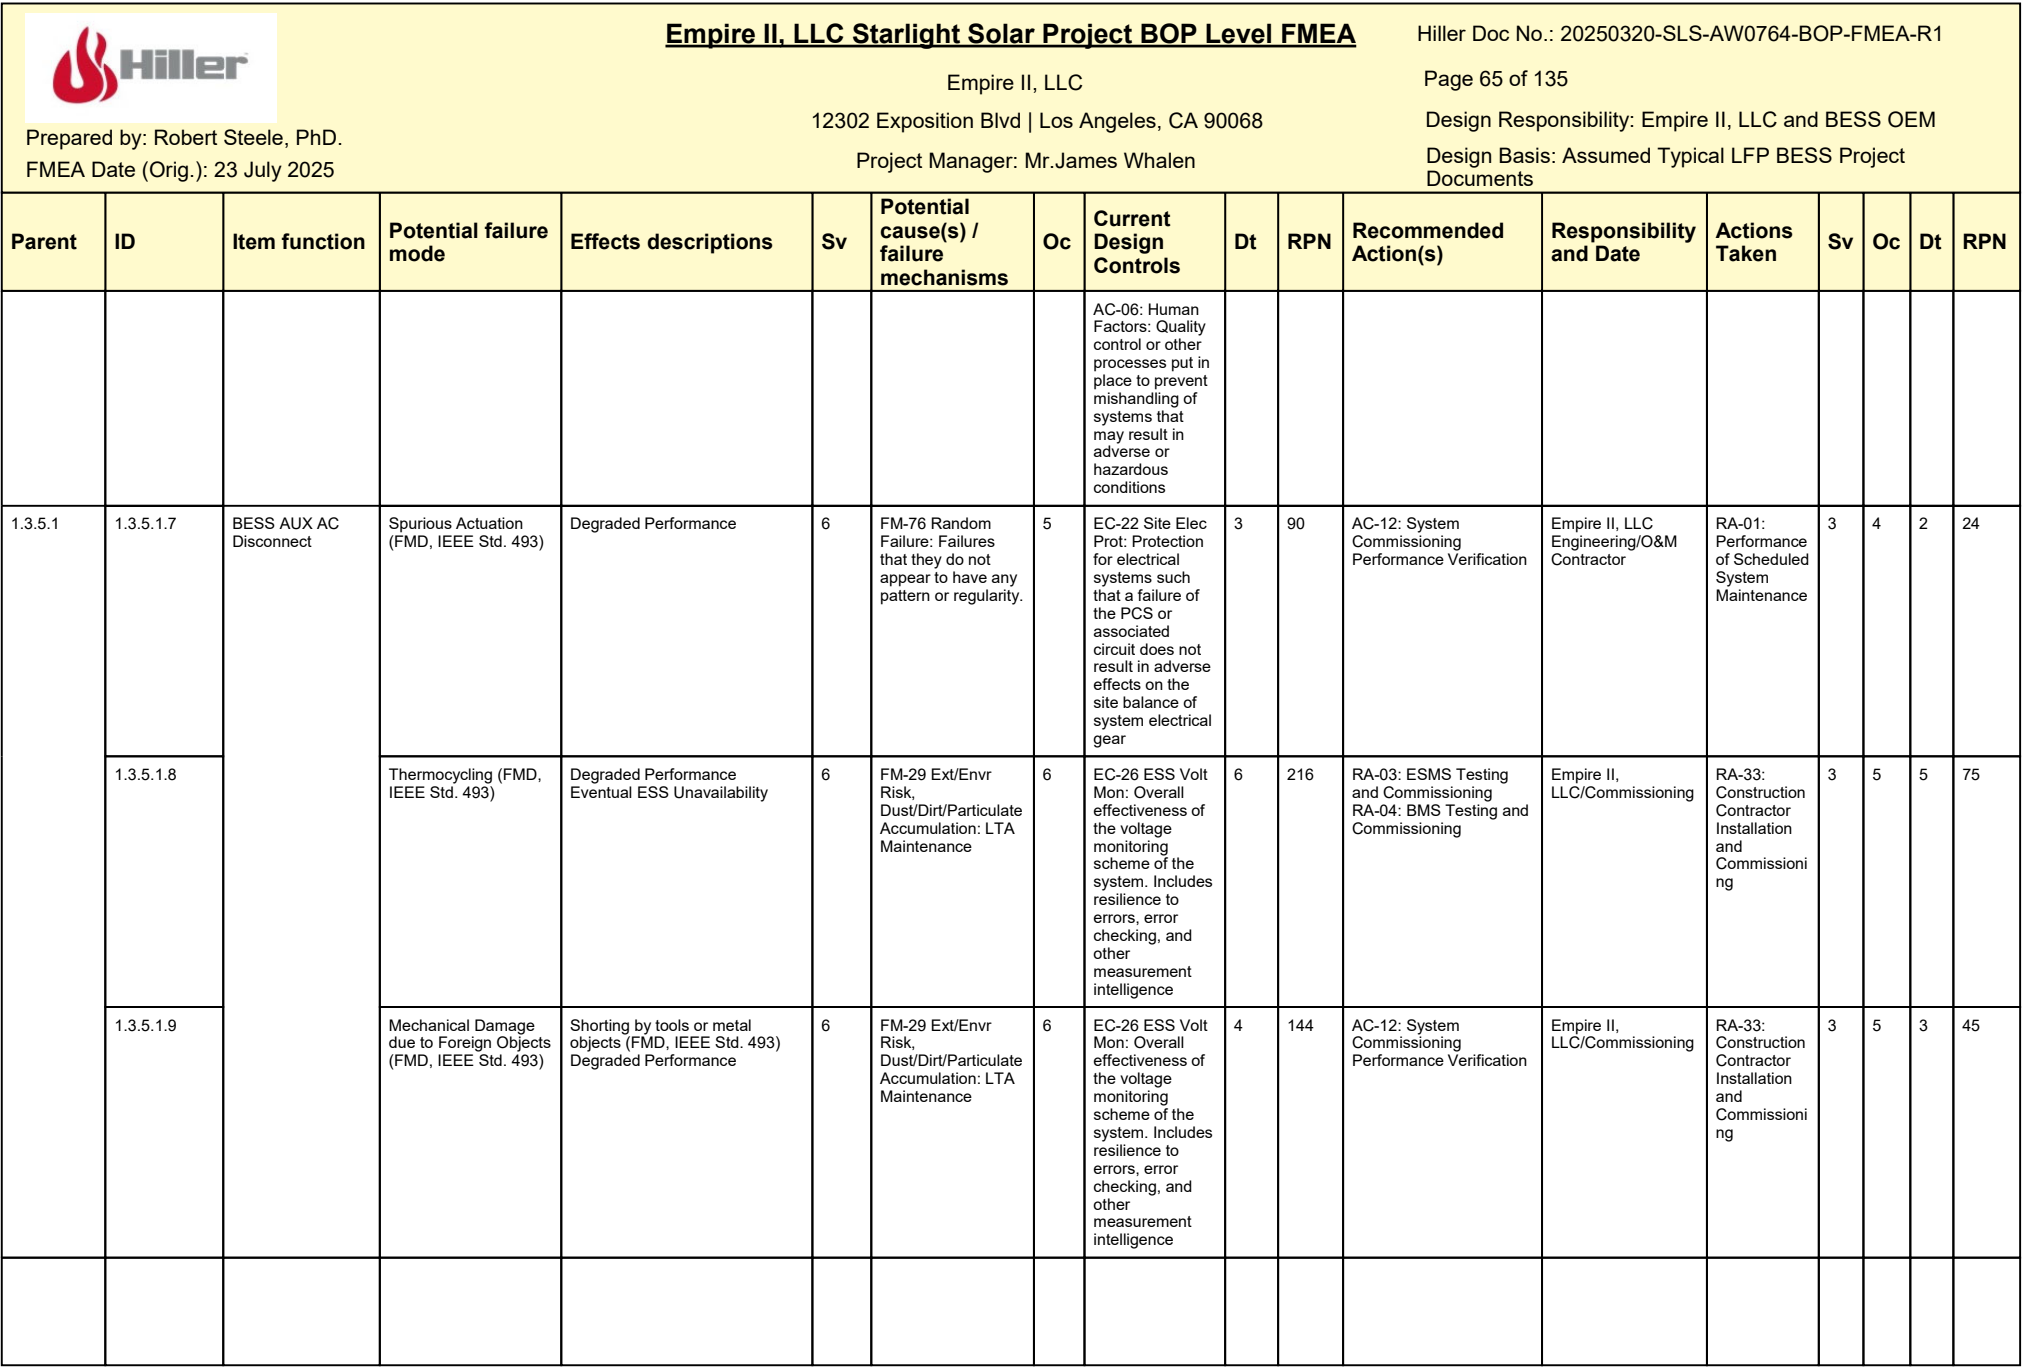 Hiller
Prepared by: Robert Steele, PhD.
FMEA Date (Orig.): 23 July 2025
Empire II, LLC Starlight Solar Project BOP Level FMEA
Empire II, LLC
12302 Exposition Blvd | Los Angeles, CA 90068
Project Manager: Mr.James Whalen
Hiller Doc No.: 20250320-SLS-AW0764-BOP-FMEA-R1
Page 65 of 135
Design Responsibility: Empire II, LLC and BESS OEM
Design Basis: Assumed Typical LFP BESS Project
Documents
Parent
ID
Item function
Potential failure
mode
Effects descriptions
Sv
Potential
cause(s) /
failure
mechanisms
Oc
Current
Design
Controls
Dt
RPN
Recommended
Action(s)
Responsibility
and Date
Actions
Taken
Sv
Oc
Dt
RPN
AC-06: Human
Factors: Quality
control or other
processes put in
place to prevent
mishandling of
systems that
may result in
adverse or
hazardous
conditions
1.3.5.1
1.3.5.1.7
BESS AUX AC
Disconnect
Spurious Actuation
(FMD, IEEE Std. 493)
Degraded Performance
6
FM-76 Random
Failure: Failures
that they do not
appear to have any
pattern or regularity.
5
EC-22 Site Elec
Prot: Protection
for electrical
systems such
that a failure of
the PCS or
associated
circuit does not
result in adverse
effects on the
site balance of
system electrical
gear
3
90
AC-12: System
Commissioning
Performance Verification
Empire II, LLC
Engineering/O&M
Contractor
RA-01:
Performance
of Scheduled
System
Maintenance
3
4
2
24
1.3.5.1.8
Thermocycling (FMD,
IEEE Std. 493)
Degraded Performance
Eventual ESS Unavailability
6
FM-29 Ext/Envr
Risk,
Dust/Dirt/Particulate
Accumulation: LTA
Maintenance
6
EC-26 ESS Volt
Mon: Overall
effectiveness of
the voltage
monitoring
scheme of the
system. Includes
resilience to
errors, error
checking, and
other
measurement
intelligence
6
216
RA-03: ESMS Testing
and Commissioning
RA-04: BMS Testing and
Commissioning
Empire II,
LLC/Commissioning
RA-33:
Construction
Contractor
Installation
and
Commissioni
ng
3
5
5
75
1.3.5.1.9
Mechanical Damage
due to Foreign Objects
(FMD, IEEE Std. 493)
Shorting by tools or metal
objects (FMD, IEEE Std. 493)
Degraded Performance
6
FM-29 Ext/Envr
Risk,
Dust/Dirt/Particulate
Accumulation: LTA
Maintenance
6
EC-26 ESS Volt
Mon: Overall
effectiveness of
the voltage
monitoring
scheme of the
system. Includes
resilience to
errors, error
checking, and
other
measurement
intelligence
4
144
AC-12: System
Commissioning
Performance Verification
Empire II,
LLC/Commissioning
RA-33:
Construction
Contractor
Installation
and
Commissioni
ng
3
5
3
45